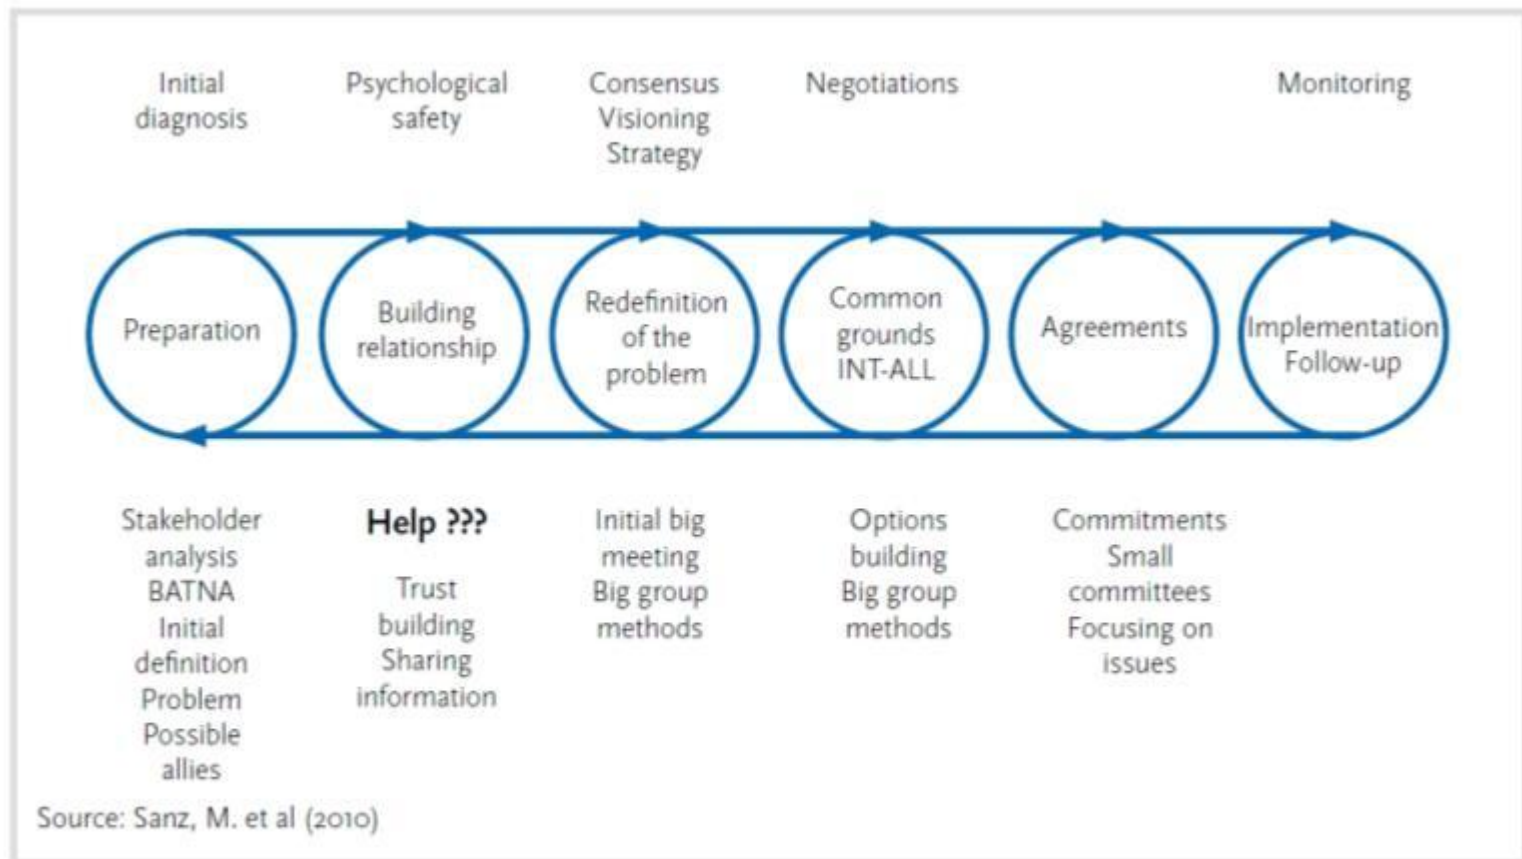 Initial
diagnosis
Psychological
safety
Consensus
Visioning
Strategy
Negotiations
Monitoring
Preparation
Building
relationship
Redefinition
of the
problem
Common
grounds
INT-ALL
Agreements
Implementation
Follow-up
Stakeholder
analysis
BATNA
Initial
definition
Problem
Possible
allies
Help ???
Trust
building
Sharing
information
Initial big
meeting
Big group
methods
Options
building
Big group
methods
Commitments
Small
committees
Focusing on
issues
Source: Sanz, M. et al (2010)